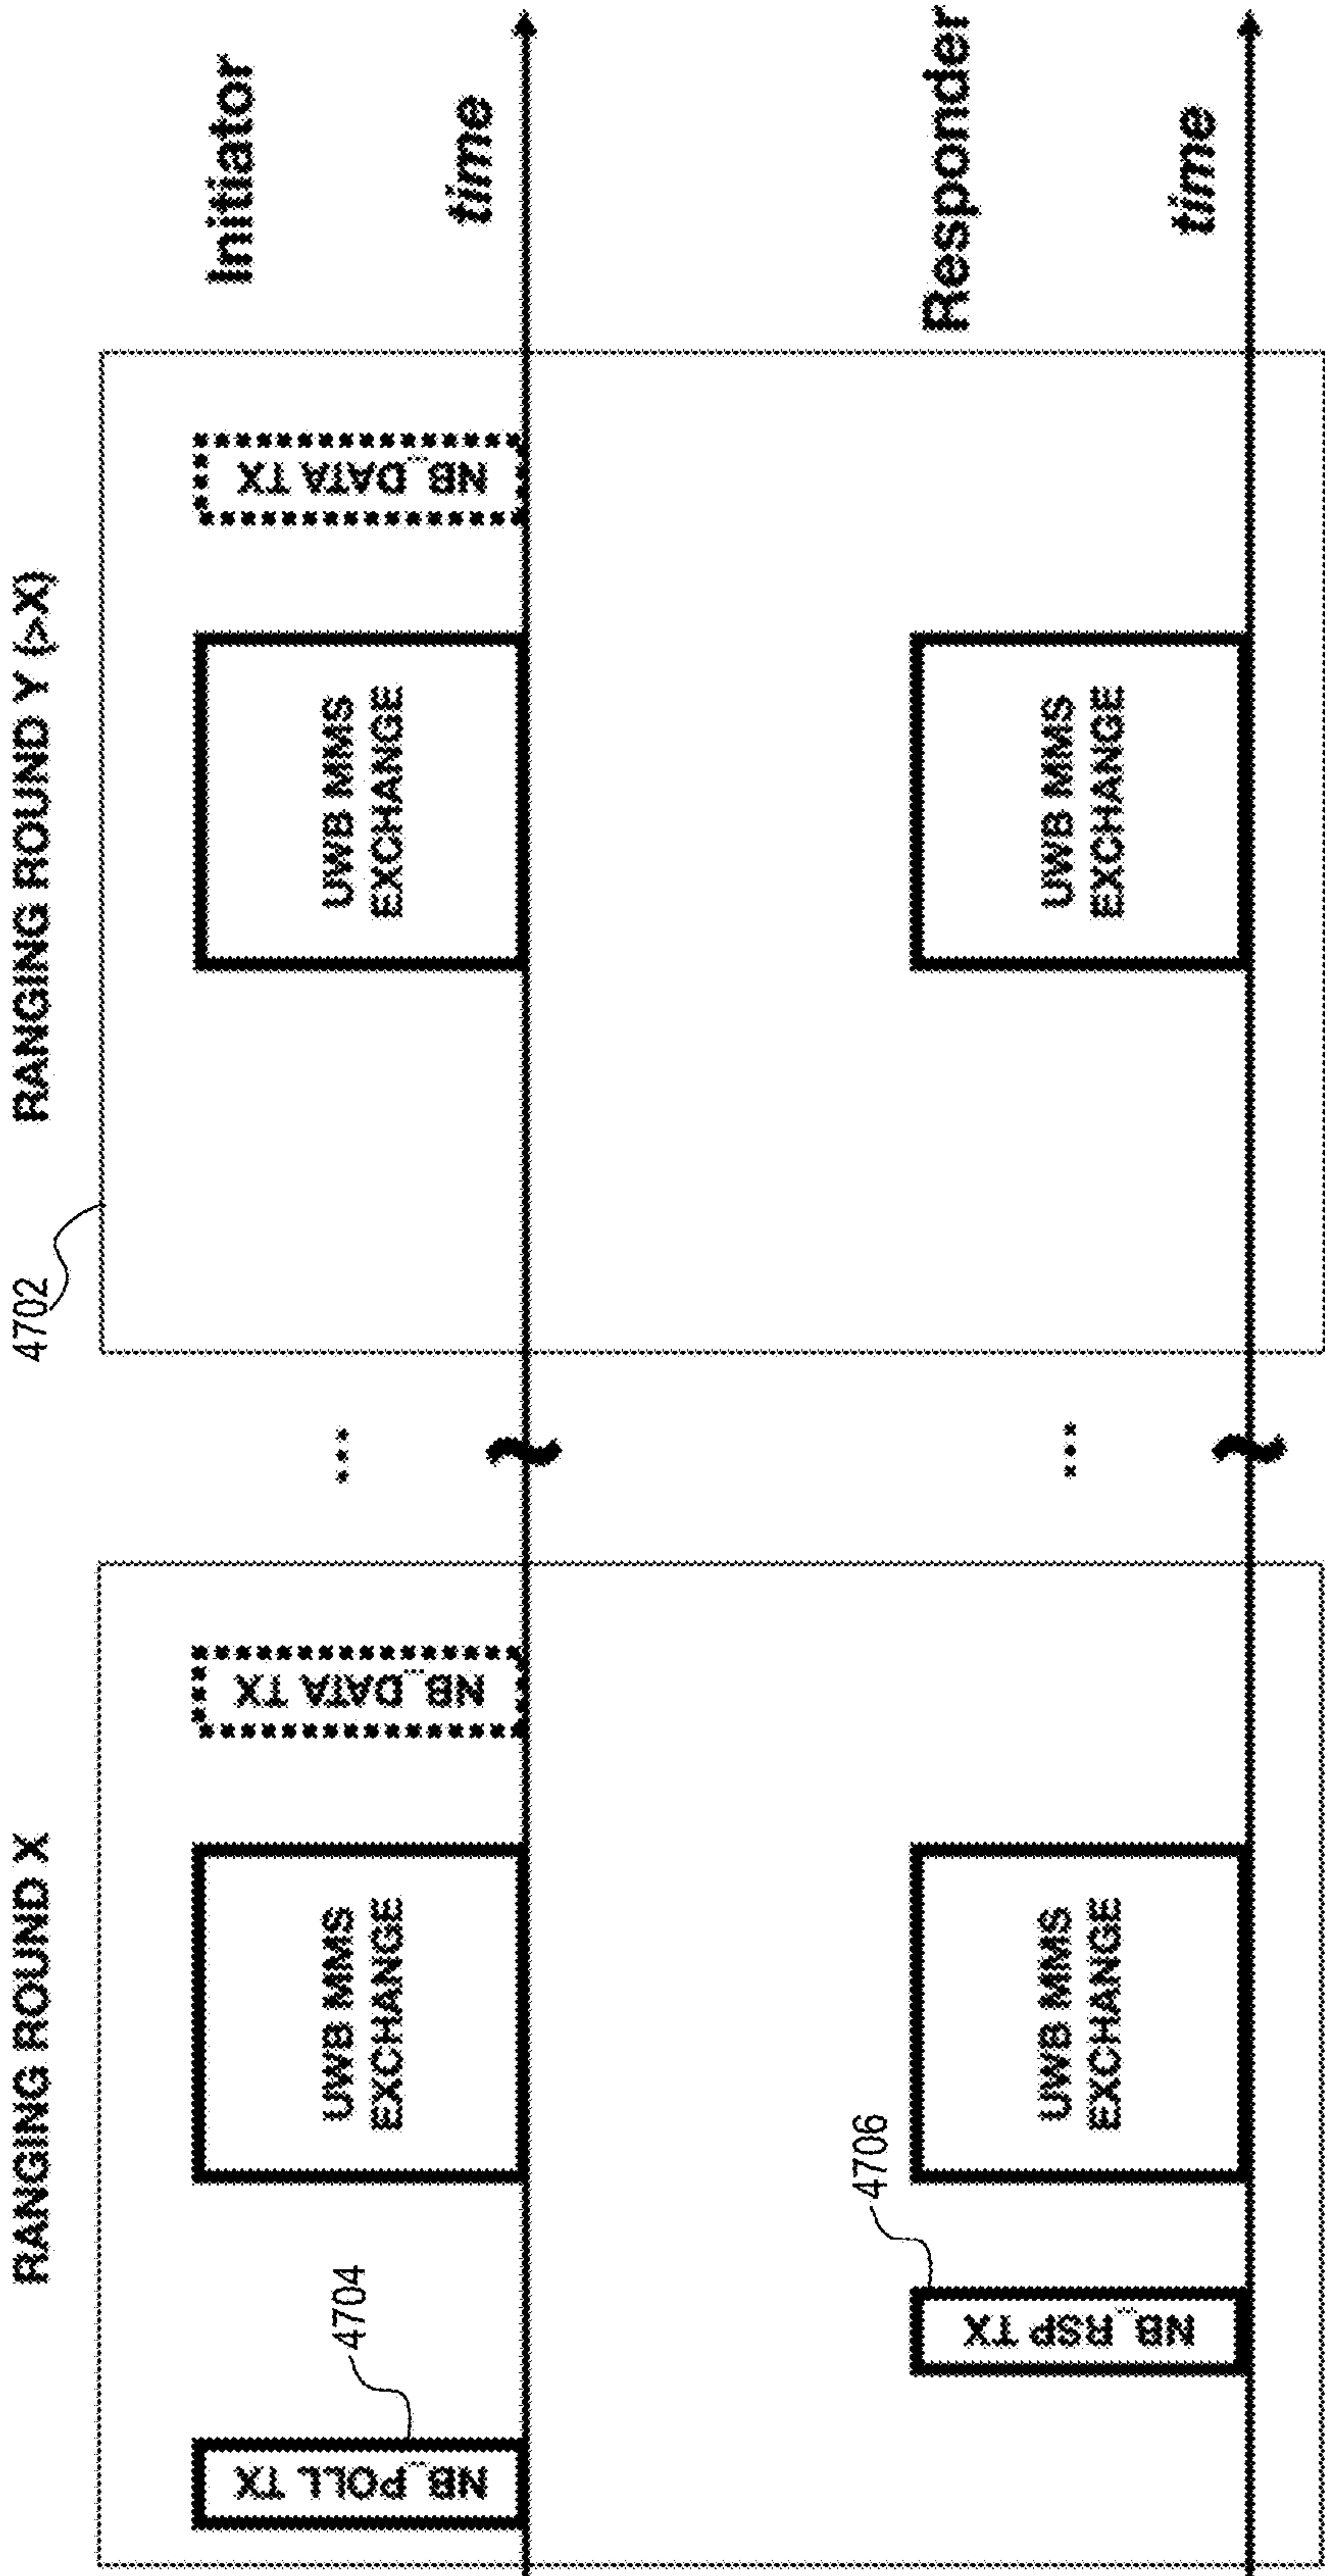 RANGING ROUND X
4702
RANGING ROUND Y (>X)
NB_POLL TX
4704
UWB MMS
EXCHANGE
NB_DATA TX
...
UWB MMS
EXCHANGE
NB_DATA TX
Initiator
time
NB_RSP TX
4706
UWB MMS
EXCHANGE
...
UWB MMS
EXCHANGE
Responder
time